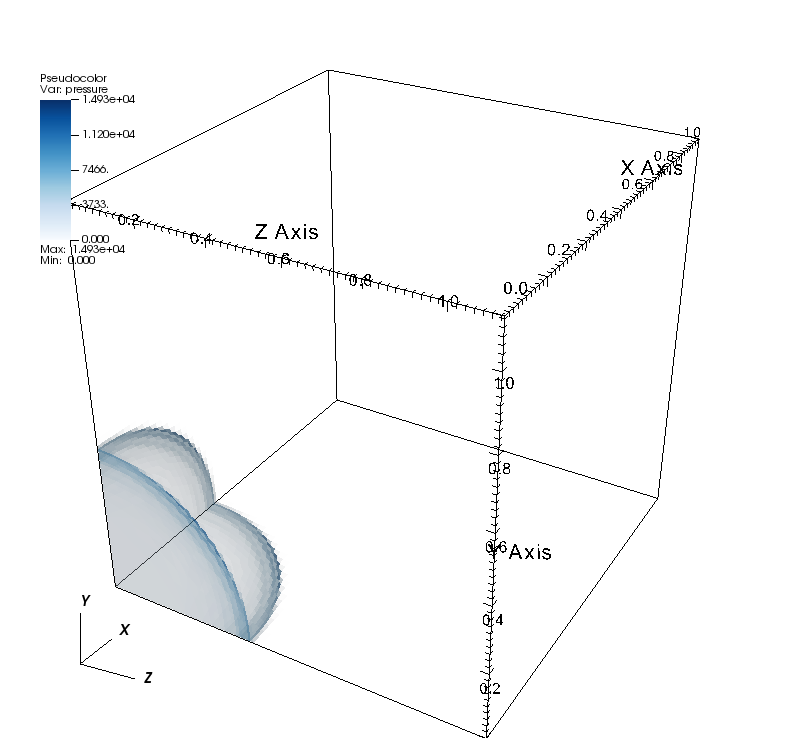 Pseudocolor
Var: pressure
1.493e+04
1.120e+04
7466.
3733.
0.000
Max: 1.493e+04
Min: 0.000
0.2
0.4
Z Axis
0.6
0.8
1.0
1.0
0.8
X Axis
0.6
0.4
0.2
0.0
1.0
0.8
0.6
Y Axis
0.4
0.2
Y
X
Z